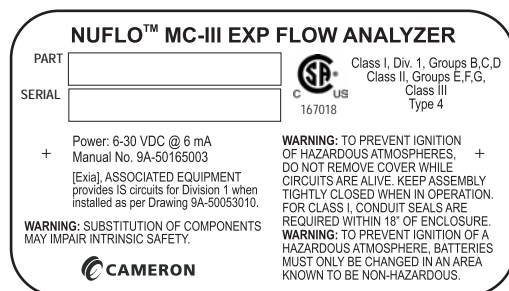 NUFLO™ MC-III EXP FLOW ANALYZER
PART
SERIAL
CSA®
C US
167018
Class I, Div. 1, Groups B,C,D
Class II, Groups E,F,G,
Class III
Type 4
Power: 6-30 VDC @ 6 mA
Manual No. 9A-50165003
[Exia], ASSOCIATED EQUIPMENT
provides IS circuits for Division 1 when
installed as per Drawing 9A-50053010.
WARNING: SUBSTITUTION OF COMPONENTS
MAY IMPAIR INTRINSIC SAFETY.
CAMERON
WARNING: TO PREVENT IGNITION
OF HAZARDOUS ATMOSPHERES,
DO NOT REMOVE COVER WHILE
CIRCUITS ARE ALIVE. KEEP ASSEMBLY
TIGHTLY CLOSED WHEN IN OPERATION.
FOR CLASS I, CONDUIT SEALS ARE
REQUIRED WITHIN 18" OF ENCLOSURE.
WARNING: TO PREVENT IGNITION OF A
HAZARDOUS ATMOSPHERE, BATTERIES
MUST ONLY BE CHANGED IN AN AREA
KNOWN TO BE NON-HAZARDOUS.